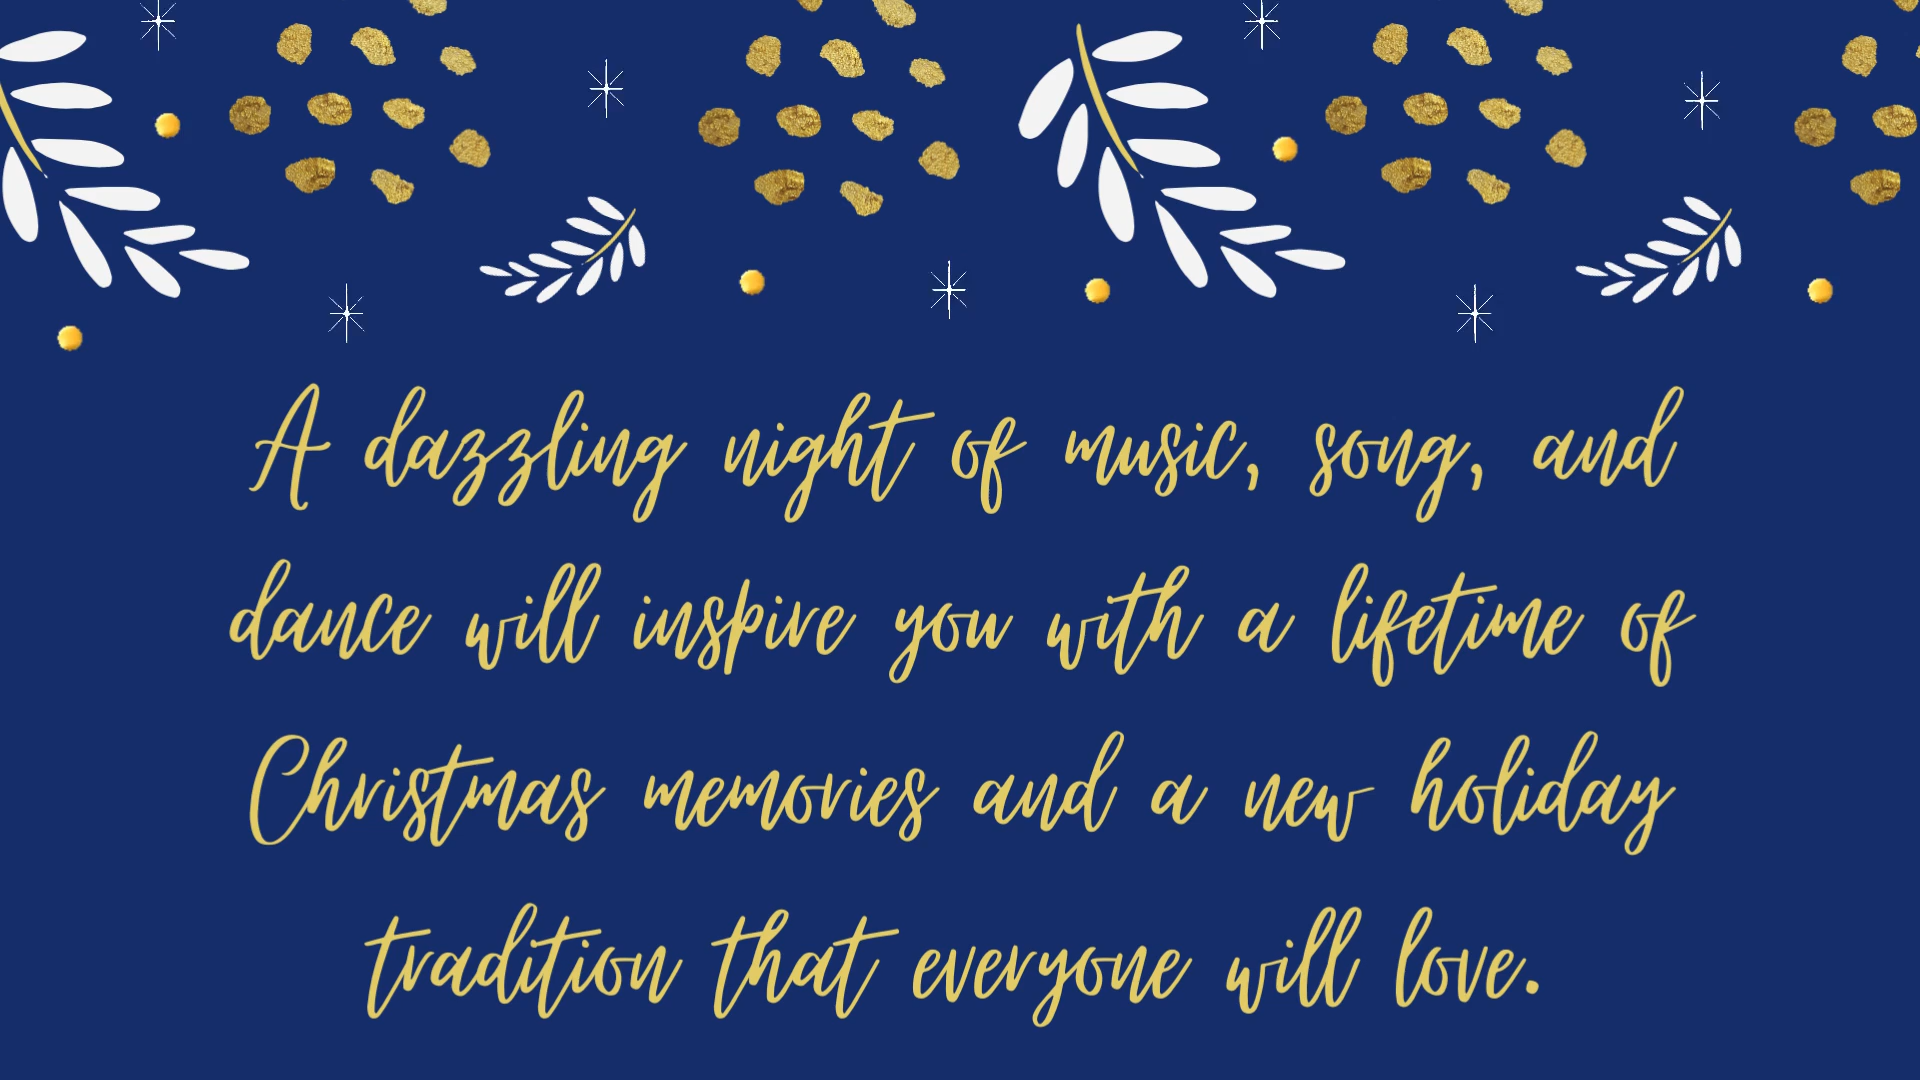 A dazzling night of music, song, and
dance will inspire you with a lifetime of
Christmas memories and a new holiday
tradition that everyone will love.